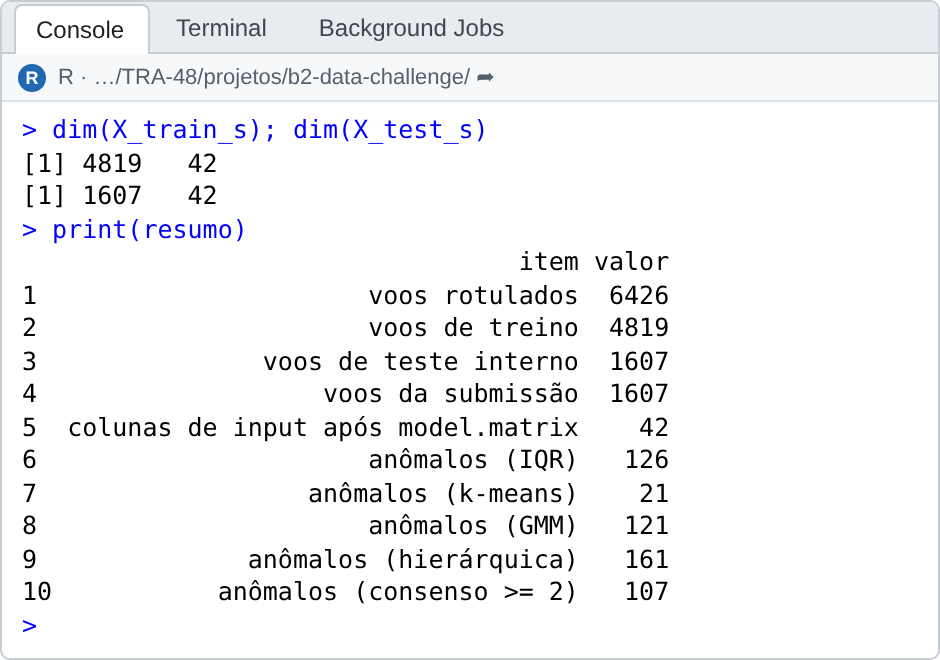 Console Terminal Background Jobs
R R · …/TRA-48/projetos/b2-data-challenge/ ➦
> dim(X_train_s); dim(X_test_s)
[1] 4819   42
[1] 1607   42
> print(resumo)
                                 item valor
1                      voos rotulados  6426
2                      voos de treino  4819
3               voos de teste interno  1607
4                   voos da submissão  1607
5  colunas de input após model.matrix    42
6                      anômalos (IQR)   126
7                  anômalos (k-means)    21
8                      anômalos (GMM)   121
9              anômalos (hierárquica)   161
10           anômalos (consenso >= 2)   107
>